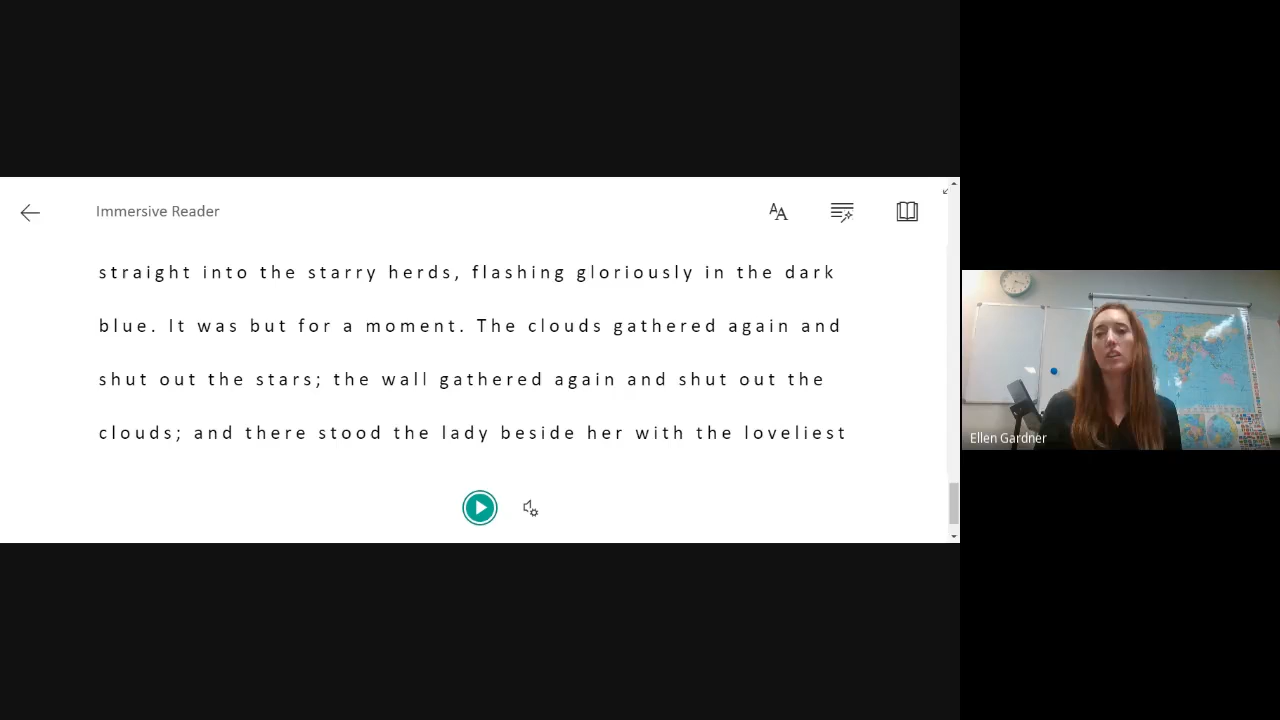 Immersive Reader
straight into the starry herds, flashing gloriously in the dark
blue. It was but for a moment. The clouds gathered again and
shut out the stars; the wall gathered again and shut out the
clouds; and there stood the lady beside her with the loveliest
Ellen Gardner